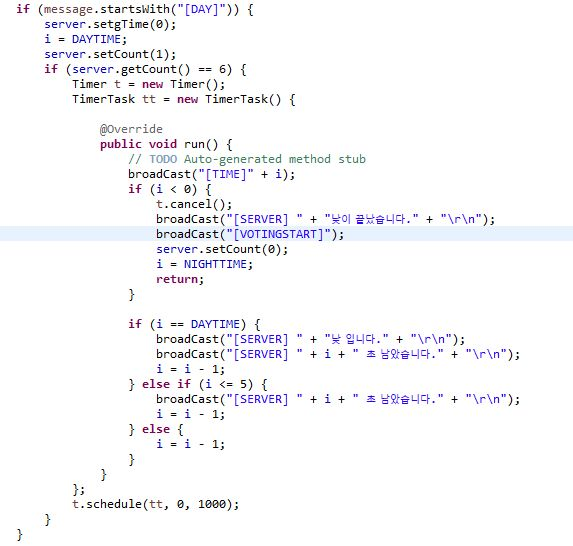 if (message.startsWith("[DAY]")) {
server.setgTime(0);
i = DAYTIME;
server.setCount(1);
if (server.getCount() == 6) {
Timer t = new Timer();
TimerTask tt = new TimerTask() {
@Override
public void run() {
// TODO Auto-generated method stub
broadCast("[TIME]" + i);
if (i < 0) {
t.cancel();
broadCast("[SERVER] " + "낮이 끝났습니다." + "\r\n");
broadCast("[VOTINGSTART]");
server.setCount(0);
i = NIGHTTIME;
return;
}
if (i == DAYTIME) {
broadCast("[SERVER] " + "낮 입니다." + "\r\n");
broadCast("[SERVER] " + i + " 초 남았습니다." + "\r\n");
i = i - 1;
} else if (i <= 5) {
broadCast("[SERVER] " + i + " 초 남았습니다." + "\r\n");
i = i - 1;
} else {
i = i - 1;
}
}
};
t.schedule(tt, 0, 1000);
}
}